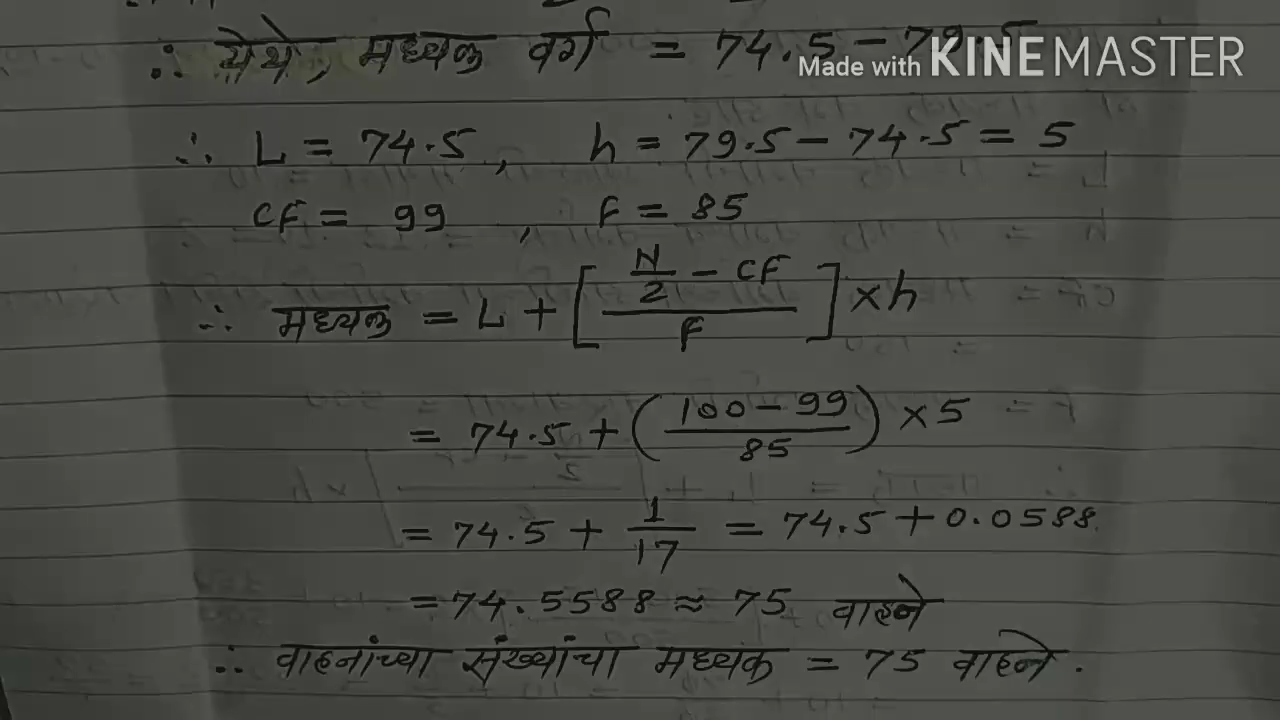 ∴ येथे, मध्यक वर्ग = 74.5 – 79.5
Made with KINEMASTER
∴ L = 74.5, h = 79.5 – 74.5 = 5
cf = 99, F = 85
∴ मध्यक = L + [ (N/2 – cf) / F ] × h
= 74.5 + ( (100 – 99) / 85 ) × 5
= 74.5 + 1/17 = 74.5 + 0.0588
= 74.5588 ≈ 75 वाहने
∴ वाहनांच्या संख्यांचा मध्यक = 75 वाहने.